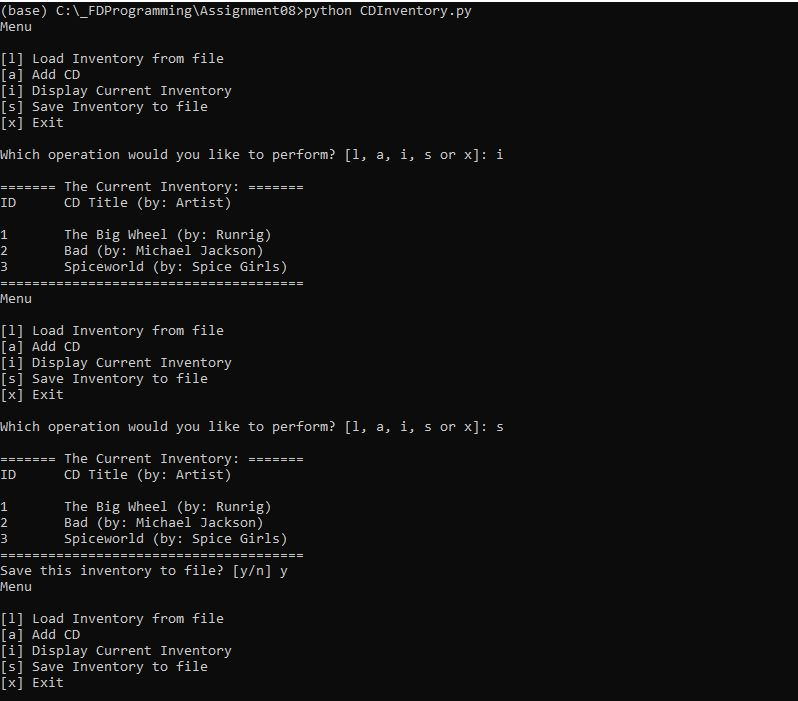 (base) C:\_FDProgramming\Assignment08>python CDInventory.py
Menu
[l] Load Inventory from file
[a] Add CD
[i] Display Current Inventory
[s] Save Inventory to file
[x] Exit
Which operation would you like to perform? [l, a, i, s or x]: i
======= The Current Inventory: =======
ID      CD Title (by: Artist)
1       The Big Wheel (by: Runrig)
2       Bad (by: Michael Jackson)
3       Spiceworld (by: Spice Girls)
======================================
Menu
[l] Load Inventory from file
[a] Add CD
[i] Display Current Inventory
[s] Save Inventory to file
[x] Exit
Which operation would you like to perform? [l, a, i, s or x]: s
======= The Current Inventory: =======
ID      CD Title (by: Artist)
1       The Big Wheel (by: Runrig)
2       Bad (by: Michael Jackson)
3       Spiceworld (by: Spice Girls)
======================================
Save this inventory to file? [y/n] y
Menu
[l] Load Inventory from file
[a] Add CD
[i] Display Current Inventory
[s] Save Inventory to file
[x] Exit